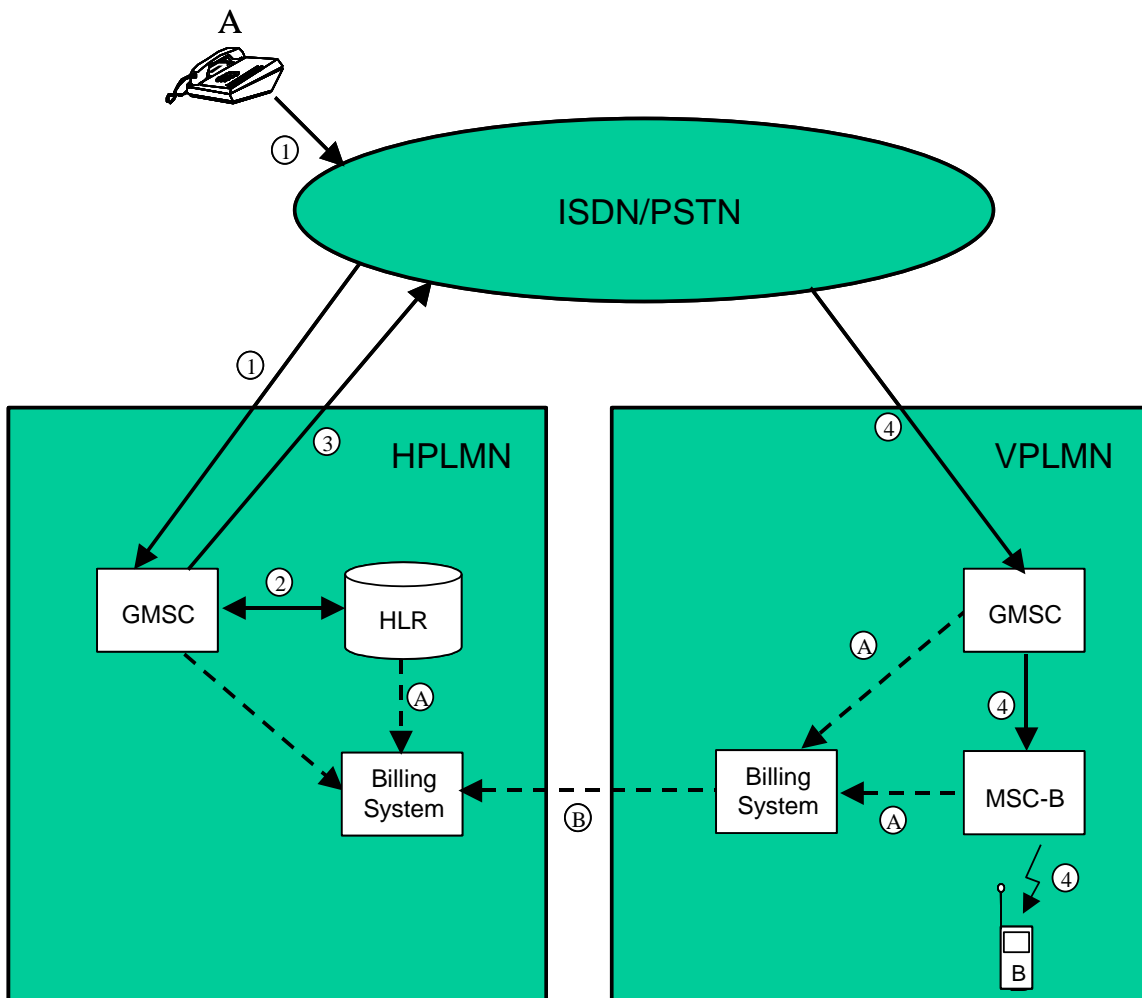 A
1
ISDN/PSTN
1
3
4
HPLMN
VPLMN
GMSC
2
HLR
GMSC
A
A
4
Billing
System
Billing
System
MSC-B
B
A
4
B